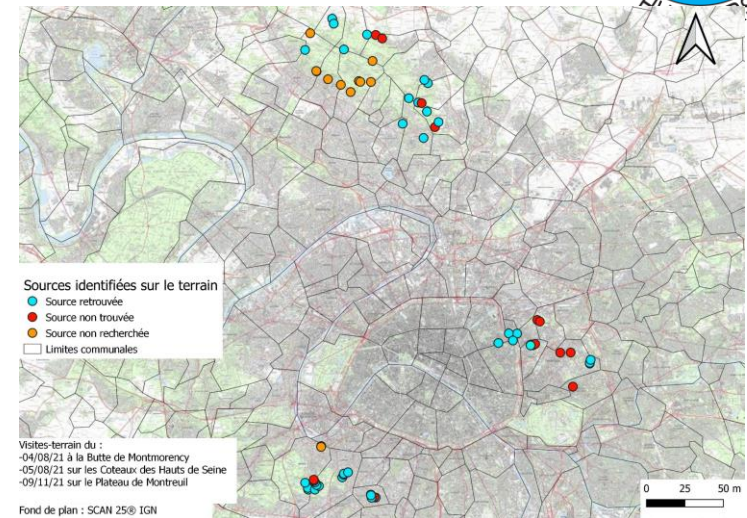 Sources identifiées sur le terrain
Source retrouvée
Source non trouvée
Source non recherchée
Limites communales
Visites-terrain du :
-04/08/21 à la Butte de Montmorency
-05/08/21 sur les Coteaux des Hauts de Seine
-09/11/21 sur le Plateau de Montreuil
Fond de plan : SCAN 25® IGN
0 25 50 m